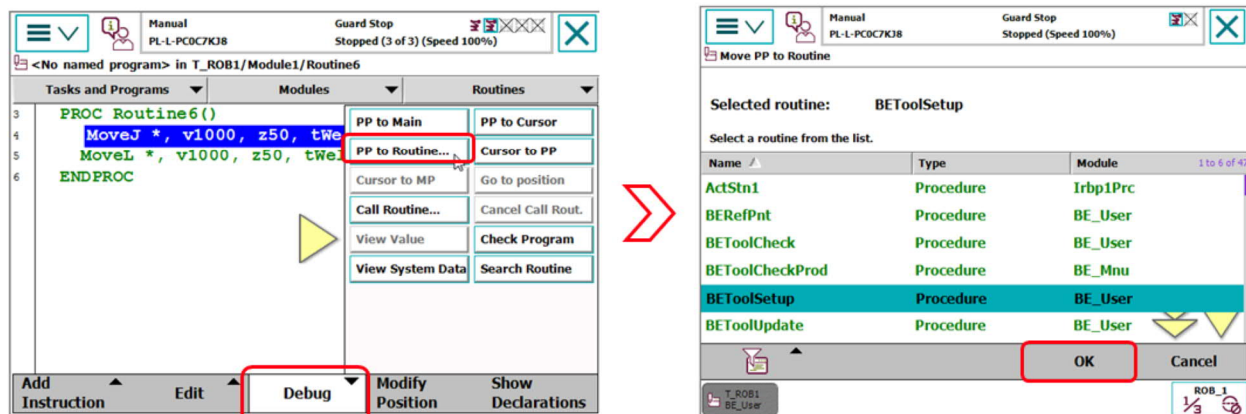 Manual Guard Stop
PL-L-PC0C7KJ8 Stopped (3 of 3) (Speed 100%)
<No named program> in T_ROB1/Module1/Routine6
Tasks and Programs Modules Routines
3 PROC Routine6()
4 MoveJ *, v1000, z50, tWe
5 MoveL *, v1000, z50, tWel
6 ENDPROC
PP to Main PP to Cursor
PP to Routine... Cursor to PP
Cursor to MP Go to position
Call Routine... Cancel Call Rout.
View Value Check Program
View System Data Search Routine
Add Instruction Edit Debug Modify Position Show Declarations
Manual Guard Stop
PL-L-PC0C7KJ8 Stopped (Speed 100%)
Move PP to Routine
Selected routine: BEToolSetup
Select a routine from the list.
Name Type Module 1 to 6 of 47
ActStn1 Procedure Irbp1Prc
BERefPnt Procedure BE_User
BEToolCheck Procedure BE_User
BEToolCheckProd Procedure BE_Mnu
BEToolSetup Procedure BE_User
BEToolUpdate Procedure BE_User
OK Cancel
T_ROB1
BE_User
ROB_1
1/3